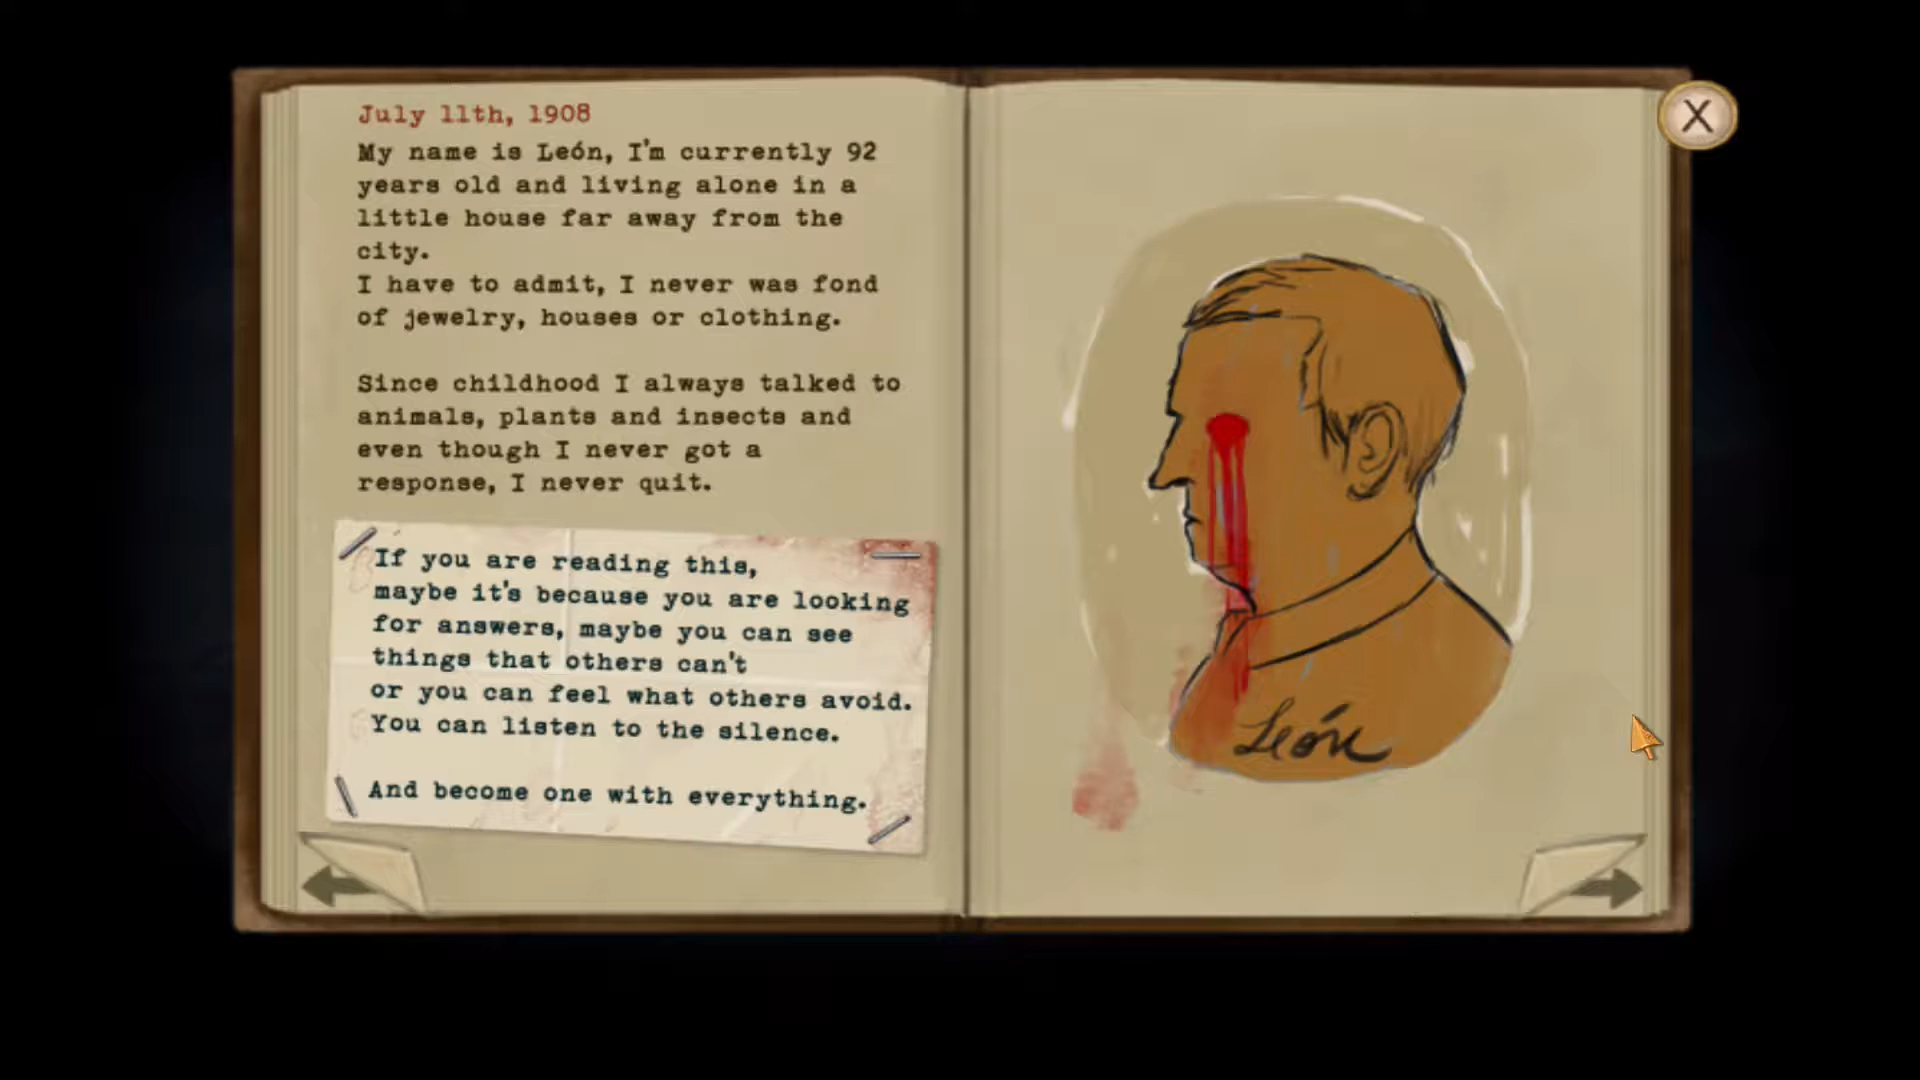 July 11th, 1908
My name is León, I'm currently 92
years old and living alone in a
little house far away from the
city.
I have to admit, I never was fond
of jewelry, houses or clothing.
Since childhood I always talked to
animals, plants and insects and
even though I never got a
response, I never quit.
If you are reading this,
maybe it's because you are looking
for answers, maybe you can see
things that others can't
or you can feel what others avoid.
You can listen to the silence.
And become one with everything.
León
X